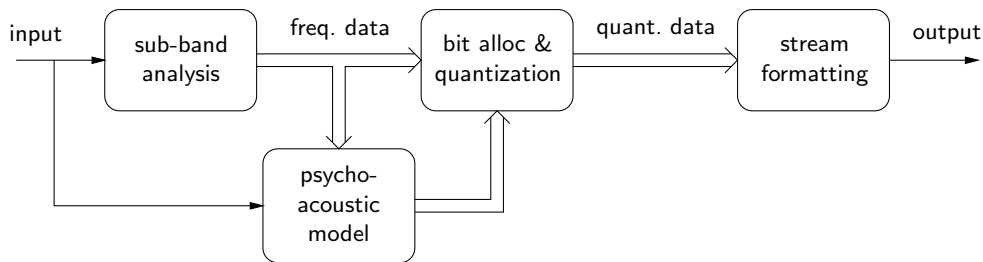 input
sub-band
analysis
freq. data
bit alloc &
quantization
quant. data
stream
formatting
output
psycho-
acoustic
model